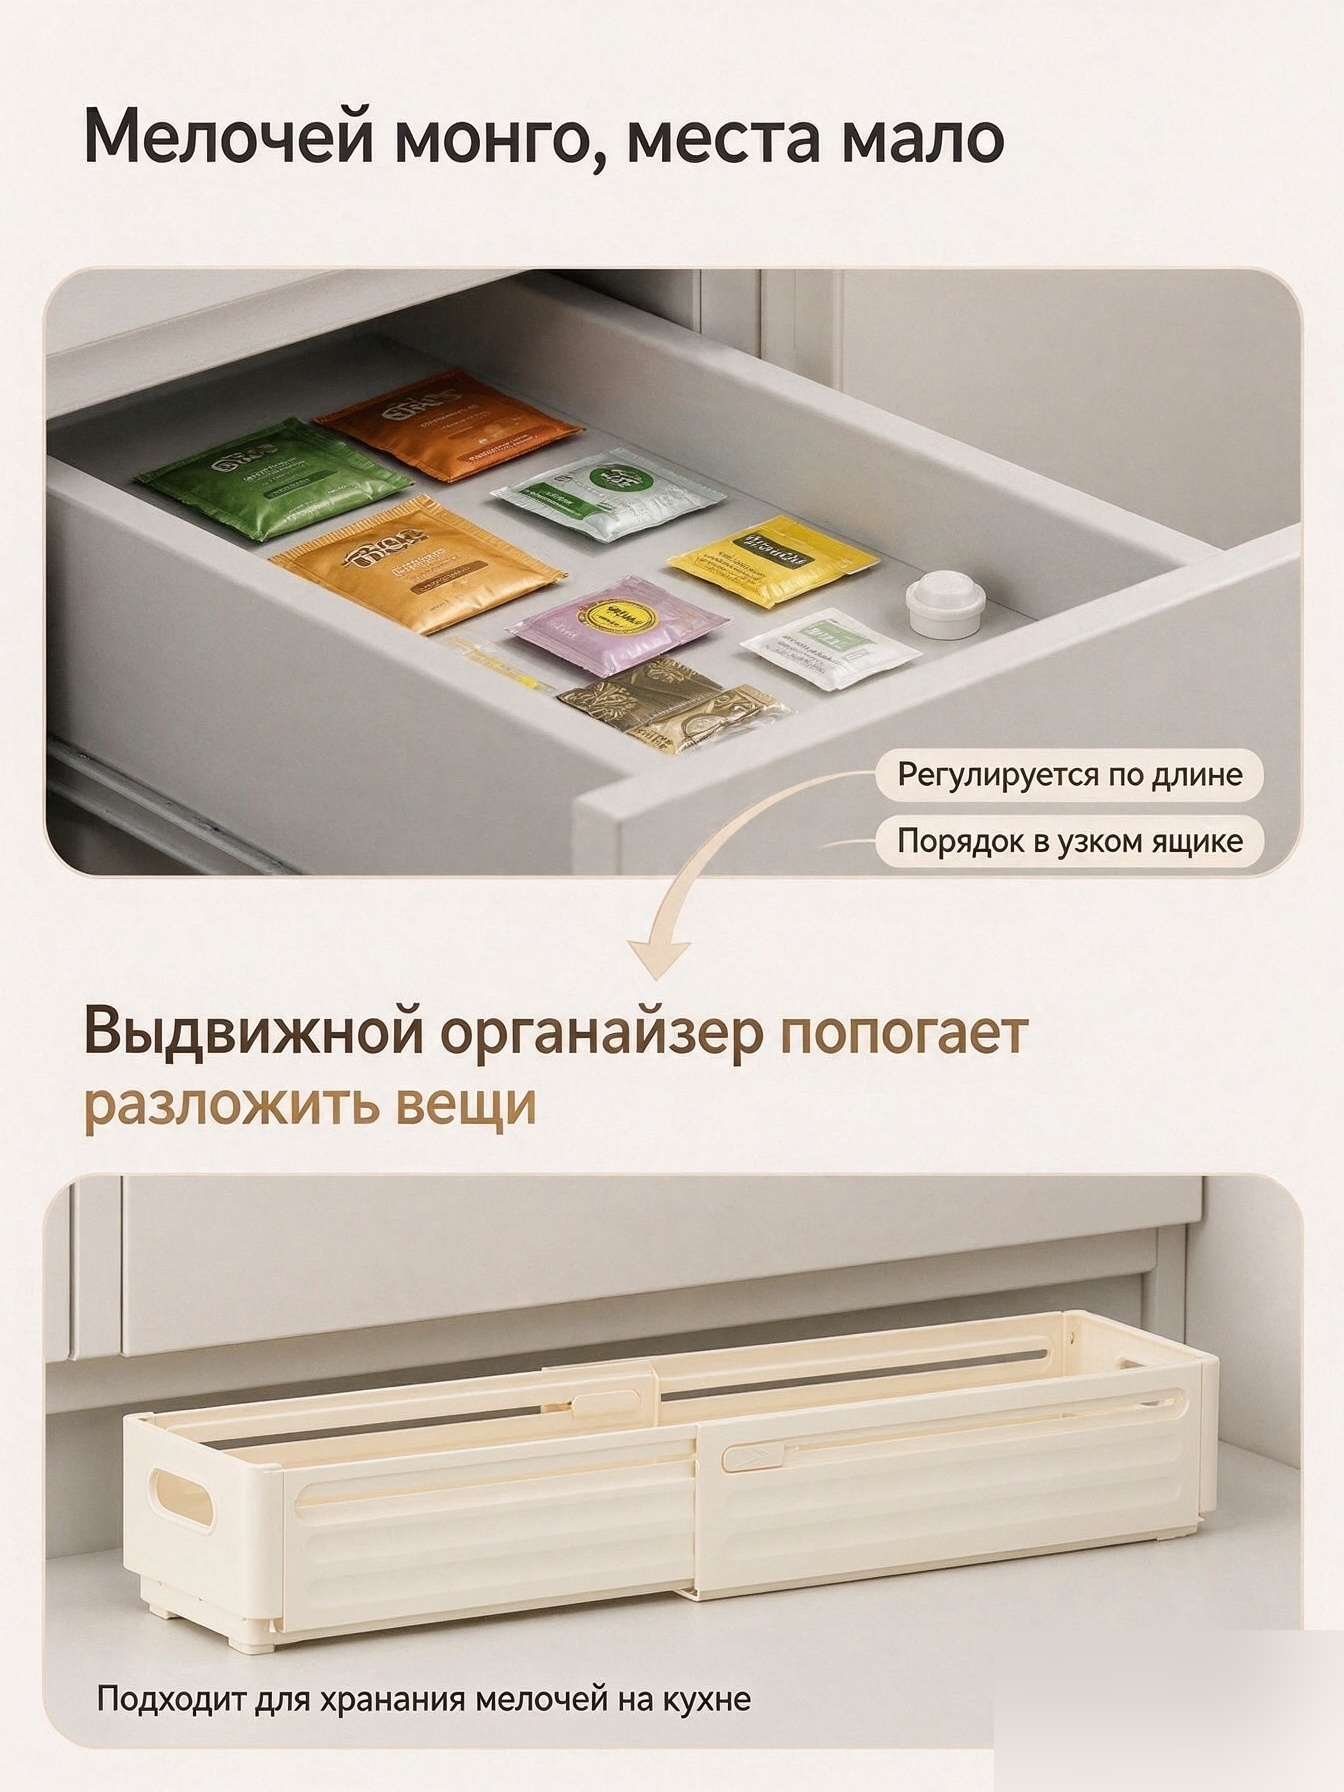 Мелочей монго, места мало
Регулируется по длине
Порядок в узком ящике
Выдвижной органайзер попогает
разложить вещи
Подходит для хранания мелочей на кухне